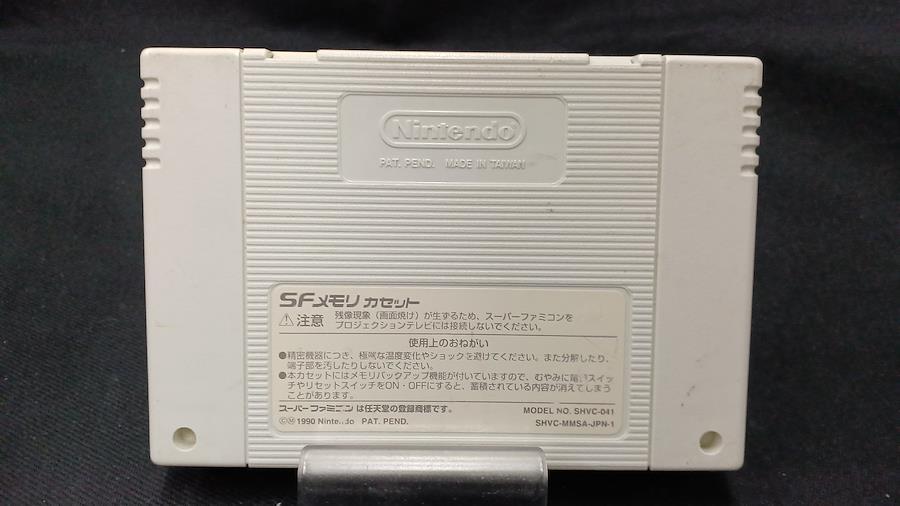 Nintendo
PAT. PEND. MADE IN TAIWAN
SFメモリ カセット
⚠注意 残像現象（画面焼け）が生ずるため、スーパーファミコンを
プロジェクションテレビには接続しないでください。
使用上のおねがい
●精密機器につき、極端な温度変化やショックを避けてください。また分解したり、
端子部を汚したりしないでください。
●本カセットにはメモリバックアップ機能が付いていますので、むやみに電源スイッ
チやリセットスイッチをON・OFFにすると、蓄積されている内容が消えてしまう
ことがあります。
スーパーファミコン は任天堂の登録商標です。 MODEL NO. SHVC-041
©Ⓜ1990 Nintendo PAT. PEND. SHVC-MMSA-JPN-1